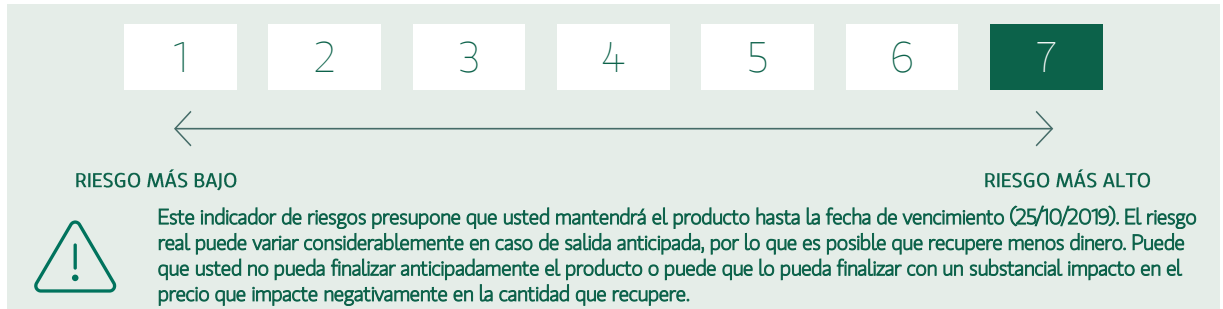 1 2 3 4 5 6 7
RIESGO MÁS BAJO RIESGO MÁS ALTO
Este indicador de riesgos presupone que usted mantendrá el producto hasta la fecha de vencimiento (25/10/2019). El riesgo
real puede variar considerablemente en caso de salida anticipada, por lo que es posible que recupere menos dinero. Puede
que usted no pueda finalizar anticipadamente el producto o puede que lo pueda finalizar con un substancial impacto en el
precio que impacte negativamente en la cantidad que recupere.